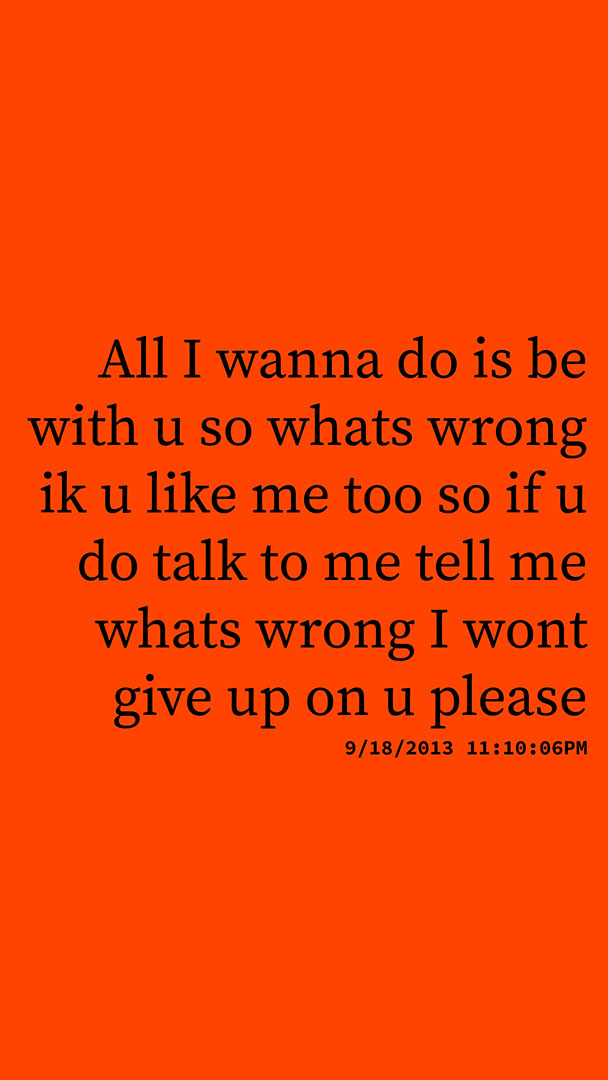 All I wanna do is be
with u so whats wrong
ik u like me too so if u
do talk to me tell me
whats wrong I wont
give up on u please
9/18/2013 11:10:06PM